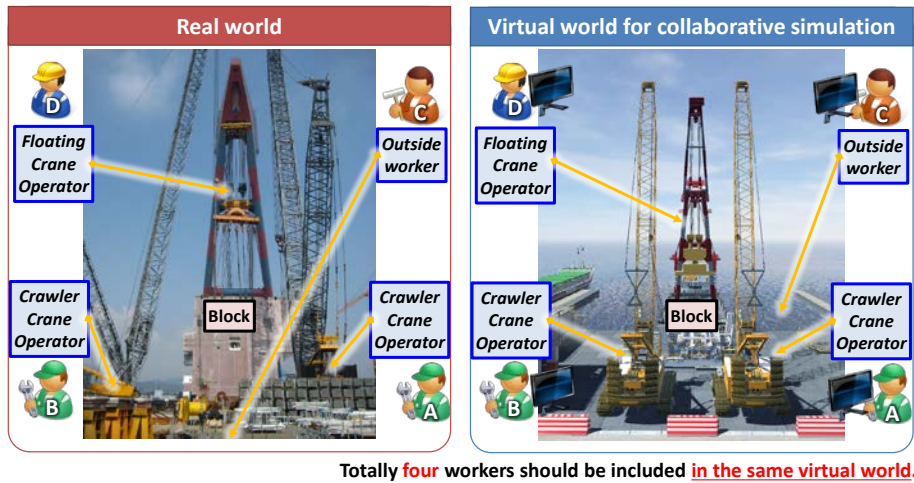 Real world
D
C
Floating
Crane
Operator
Outside
worker
Crawler
Crane
Operator
Block
Crawler
Crane
Operator
B
A
Virtual world for collaborative simulation
D
C
Floating
Crane
Operator
Outside
worker
Crawler
Crane
Operator
Block
Crawler
Crane
Operator
B
A
Totally four workers should be included in the same virtual world.